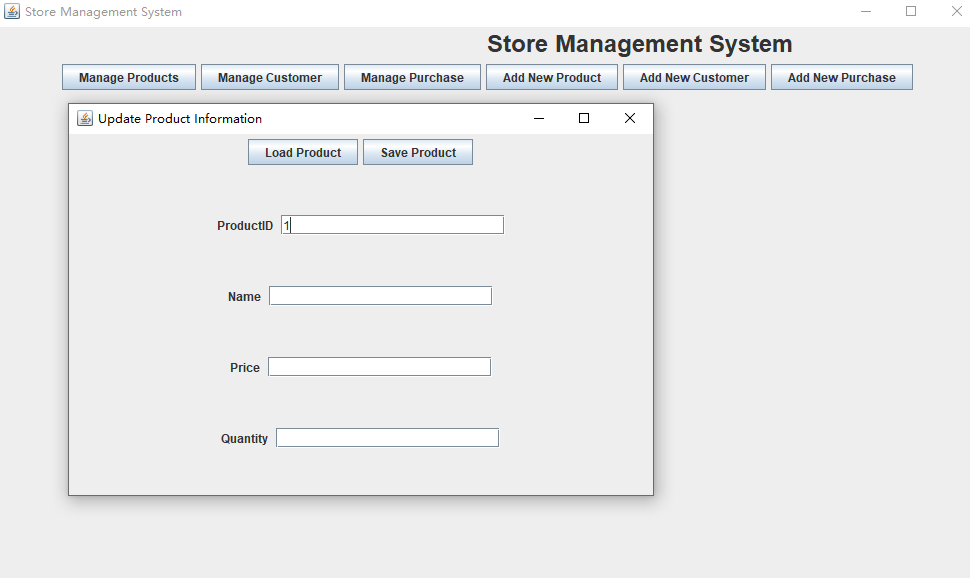 Store Management System
Store Management System
Manage Products Manage Customer Manage Purchase Add New Product Add New Customer Add New Purchase
Update Product Information
Load Product Save Product
ProductID 1
Name
Price
Quantity